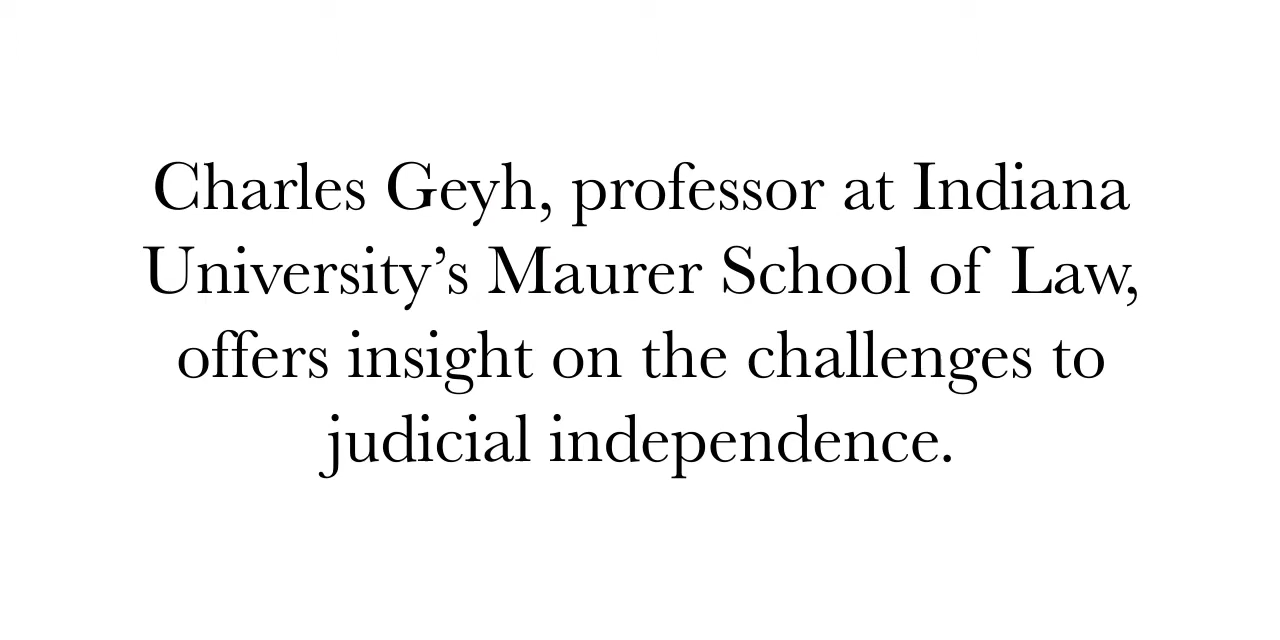 Charles Geyh, professor at Indiana
University’s Maurer School of Law,
offers insight on the challenges to
judicial independence.